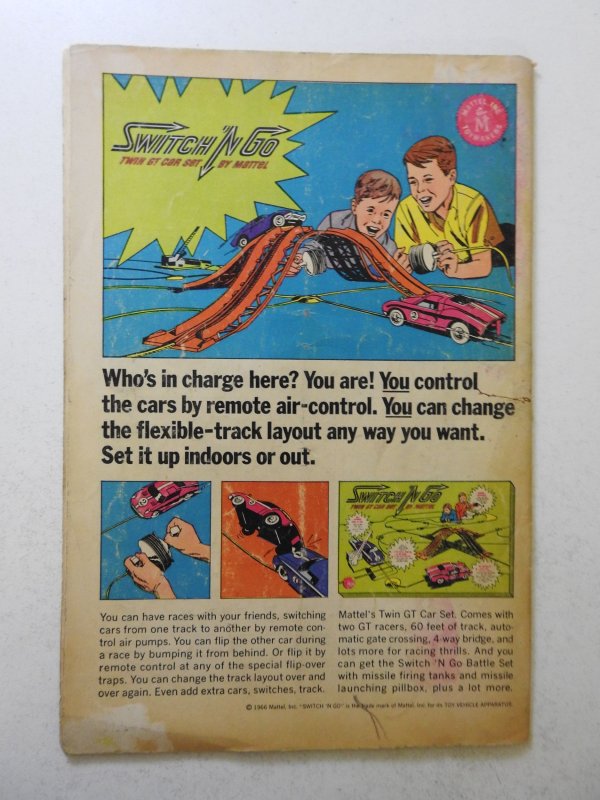 SWITCH 'N GO
TWIN GT CAR SET BY MATTEL
MATTEL, INC.
M
TOYMAKERS
2
Who's in charge here? You are! You control
the cars by remote air-control. You can change
the flexible-track layout any way you want.
Set it up indoors or out.
SWITCH 'N GO
TWIN GT CAR SET BY MATTEL
You can have races with your friends, switching
cars from one track to another by remote con-
trol air pumps. You can flip the other car during
a race by bumping it from behind. Or flip it by
remote control at any of the special flip-over
traps. You can change the track layout over and
over again. Even add extra cars, switches, track.
Mattel's Twin GT Car Set. Comes with
two GT racers, 60 feet of track, auto-
matic gate crossing, 4-way bridge, and
lots more for racing thrills. And you
can get the Switch 'N Go Battle Set
with missile firing tanks and missile
launching pillbox, plus a lot more.
© 1966 Mattel, Inc. "SWITCH 'N GO" is the trade mark of Mattel, Inc. for its TOY VEHICLE APPARATUS.